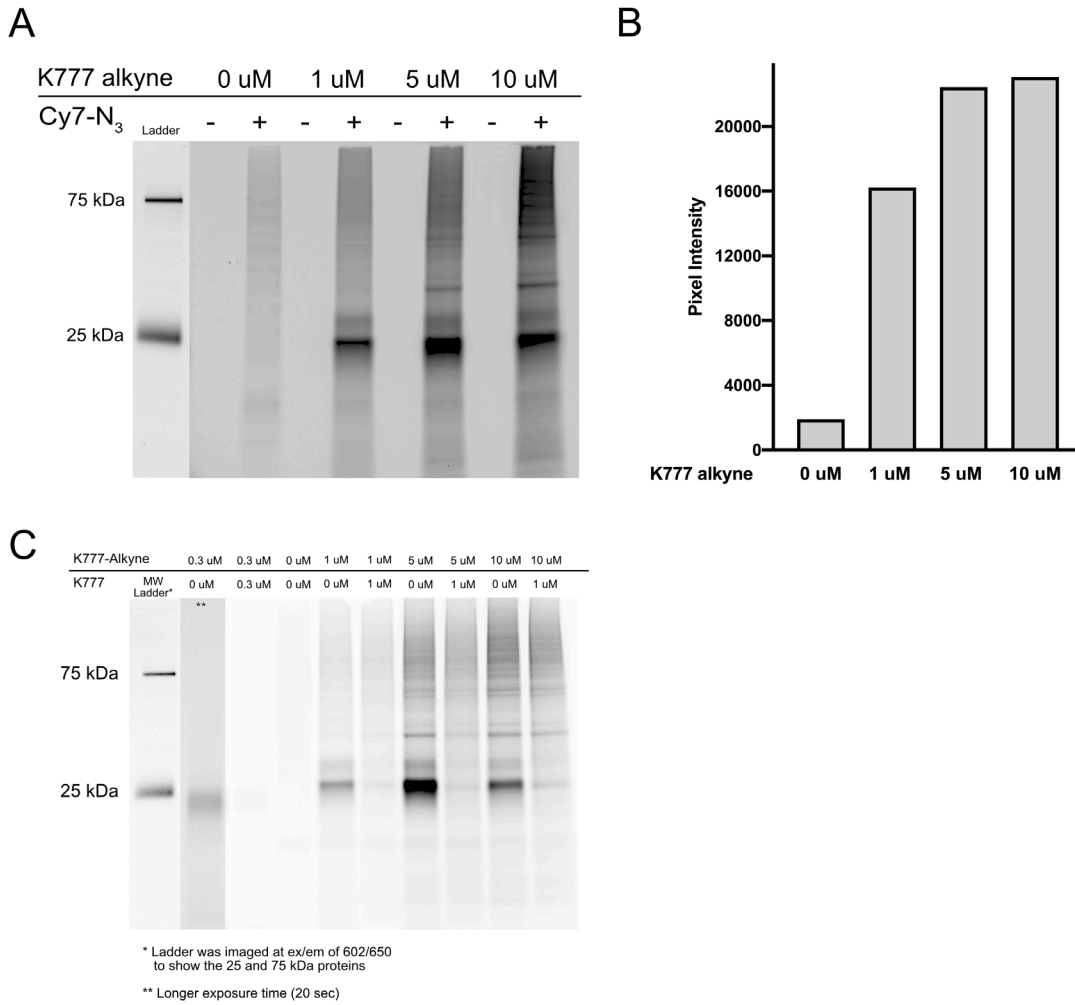 A
K777 alkyne 0 uM 1 uM 5 uM 10 uM
Cy7-N3 Ladder - + - + - + - +
75 kDa
25 kDa
B
Pixel Intensity
20000
16000
12000
8000
4000
0
K777 alkyne 0 uM 1 uM 5 uM 10 uM
C
K777-Alkyne 0.3 uM 0.3 uM 0 uM 1 uM 1 uM 5 uM 5 uM 10 uM 10 uM
K777 MW Ladder* 0 uM 0.3 uM 0 uM 0 uM 1 uM 0 uM 1 uM 0 uM 1 uM
**
75 kDa
25 kDa
* Ladder was imaged at ex/em of 602/650
to show the 25 and 75 kDa proteins
** Longer exposure time (20 sec)